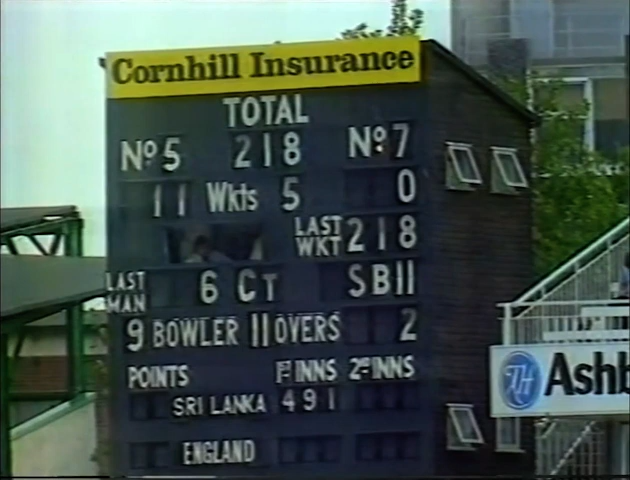 Cornhill Insurance
TOTAL
Nº5 218 Nº7
11 Wkts 5 0
LAST WKT 218
LAST MAN 6 CT SB11
9 BOWLER 11 OVERS 2
POINTS 1ST INNS 2ND INNS
SRI LANKA 491
ENGLAND
TH Ashb